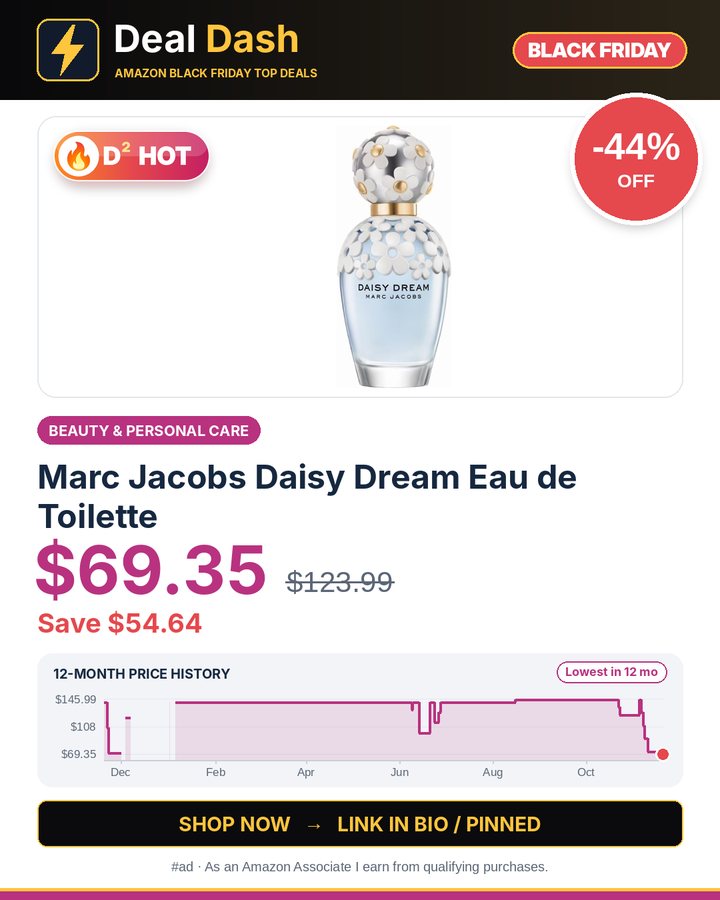 Deal Dash
AMAZON BLACK FRIDAY TOP DEALS
BLACK FRIDAY
-44%
OFF
D² HOT
DAISY DREAM
MARC JACOBS
BEAUTY & PERSONAL CARE
Marc Jacobs Daisy Dream Eau de
Toilette
$69.35 $123.99
Save $54.64
12-MONTH PRICE HISTORY
Lowest in 12 mo
$145.99
$108
$69.35
Dec Feb Apr Jun Aug Oct
SHOP NOW → LINK IN BIO / PINNED
#ad · As an Amazon Associate I earn from qualifying purchases.